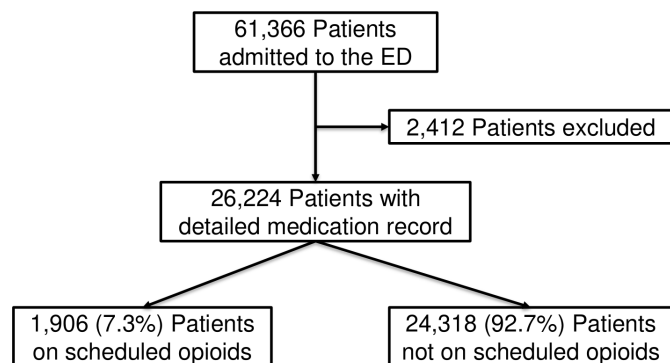 61,366 Patients
admitted to the ED
2,412 Patients excluded
26,224 Patients with
detailed medication record
1,906 (7.3%) Patients
on scheduled opioids
24,318 (92.7%) Patients
not on scheduled opioids